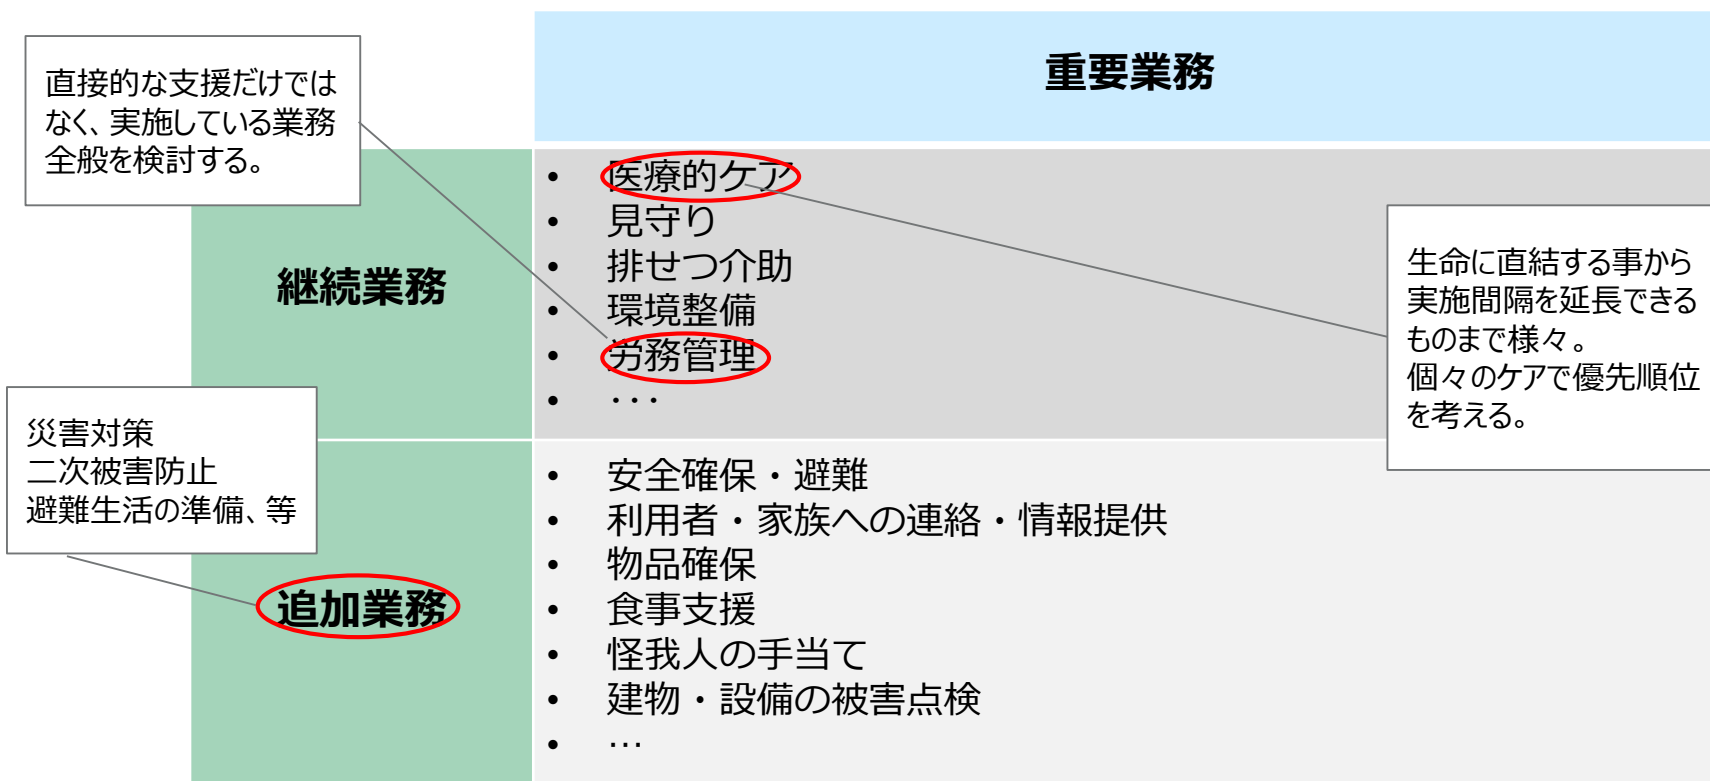 重要業務
直接的な支援だけでは
なく、実施している業務
全般を検討する。
継続業務
• 医療的ケア
• 見守り
• 排せつ介助
• 環境整備
• 労務管理
• ･･･
生命に直結する事から
実施間隔を延長できる
ものまで様々。
個々のケアで優先順位
を考える。
災害対策
二次被害防止
避難生活の準備、等
追加業務
• 安全確保・避難
• 利用者・家族への連絡・情報提供
• 物品確保
• 食事支援
• 怪我人の手当て
• 建物・設備の被害点検
• …